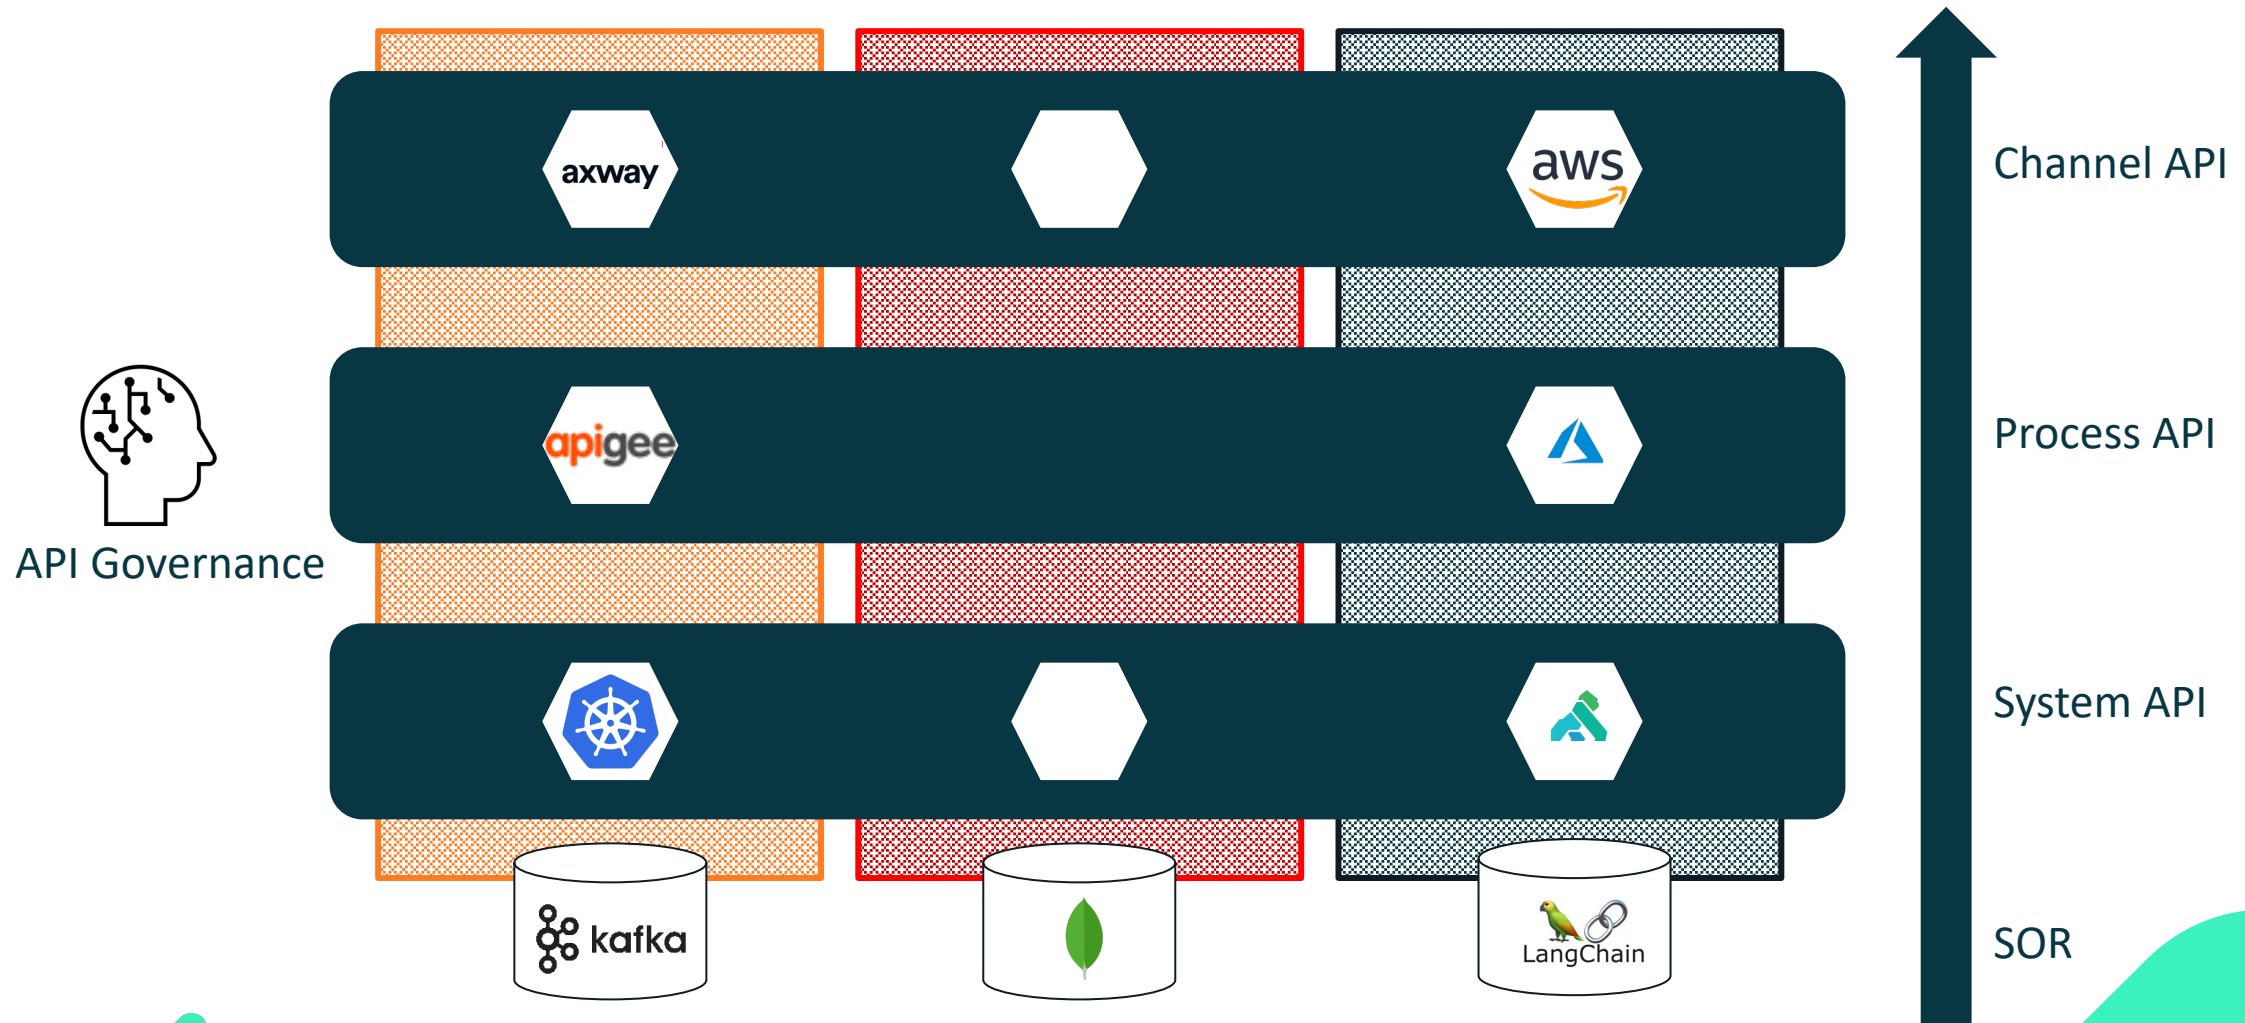 axway
aws
Channel API
apigee
Process API
API Governance
System API
kafka
LangChain
SOR